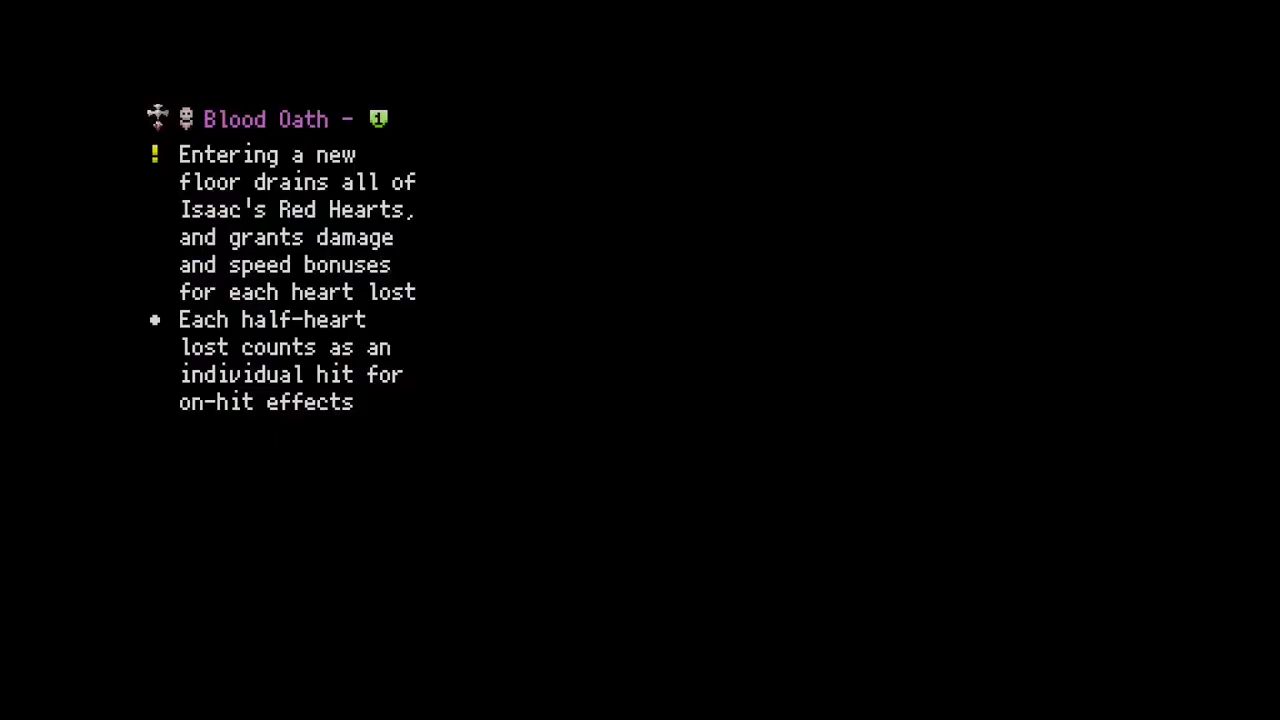 Blood Oath - 1
! Entering a new
floor drains all of
Isaac's Red Hearts,
and grants damage
and speed bonuses
for each heart lost
• Each half-heart
lost counts as an
individual hit for
on-hit effects